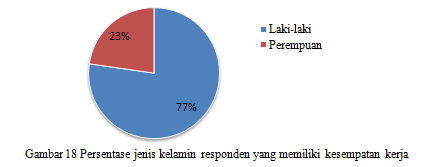 23%
77%
Laki-laki
Perempuan
Gambar 18 Persentase jenis kelamin responden yang memiliki kesempatan kerja